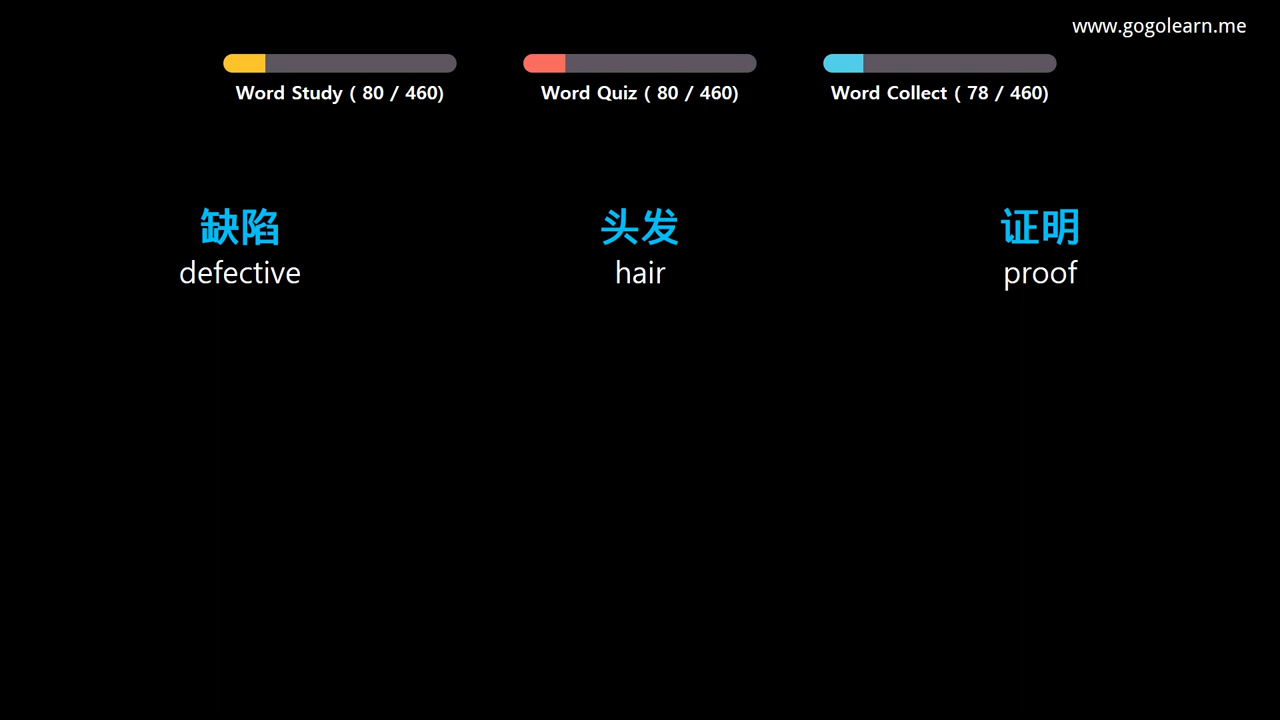 www.gogolearn.me
Word Study ( 80 / 460)
Word Quiz ( 80 / 460)
Word Collect ( 78 / 460)
缺陷
defective
头发
hair
证明
proof